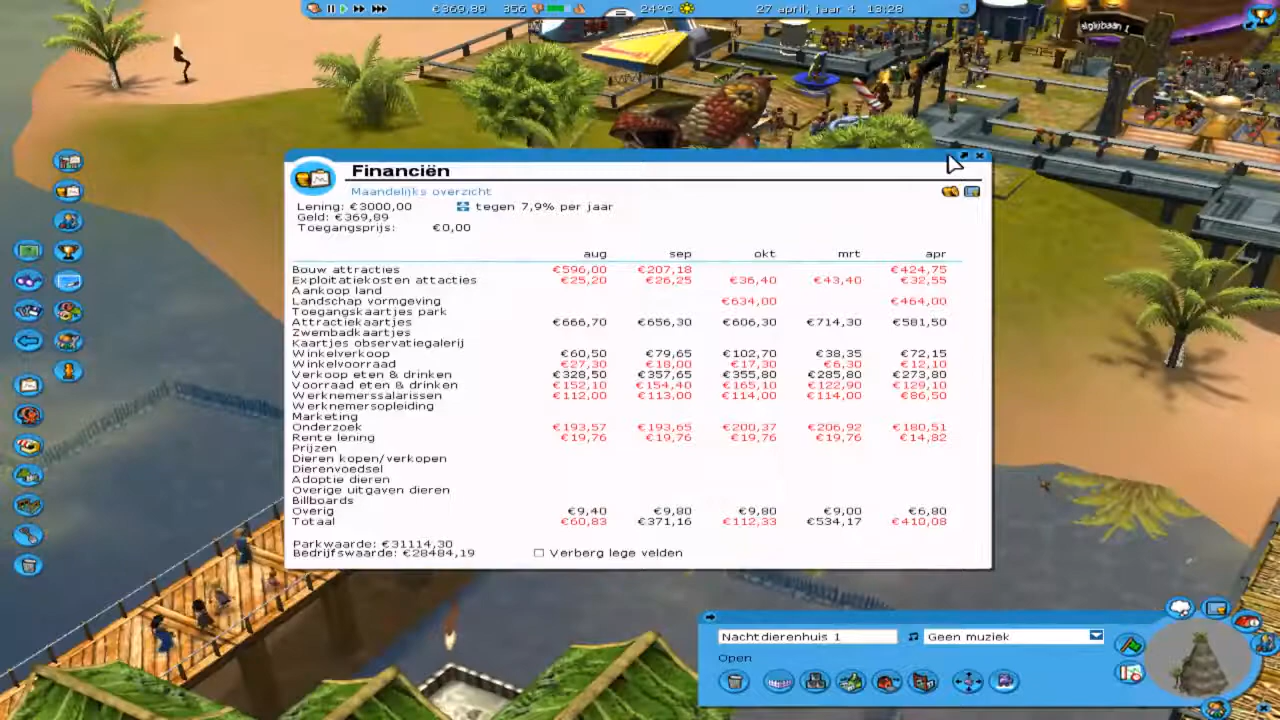 €369,89 356 24°C 27 april, jaar 4 13:28
Financiën
Maandelijks overzicht
Lening: €3000,00 tegen 7,9% per jaar
Geld: €369,89
Toegangsprijs: €0,00
aug sep okt mrt apr
Bouw attracties €596,00 €207,18 €424,75
Exploitatiekosten attacties €25,20 €26,25 €36,40 €43,40 €32,55
Aankoop land
Landschap vormgeving €634,00 €464,00
Toegangskaartjes park
Attractiekaartjes €666,70 €656,30 €606,30 €714,30 €581,50
Zwembadkaartjes
Kaartjes observatiegalerij
Winkelverkoop €60,50 €79,65 €102,70 €38,35 €72,15
Winkelvoorraad €27,30 €18,00 €17,30 €6,30 €12,10
Verkoop eten & drinken €328,50 €357,65 €355,80 €285,80 €273,80
Voorraad eten & drinken €152,10 €154,40 €165,10 €122,90 €129,10
Werknemerssalarissen €112,00 €113,00 €114,00 €114,00 €86,50
Werknemersopleiding
Marketing
Onderzoek €193,57 €193,65 €200,37 €206,92 €180,51
Rente lening €19,76 €19,76 €19,76 €19,76 €14,82
Prijzen
Dieren kopen/verkopen
Dierenvoedsel
Adoptie dieren
Overige uitgaven dieren
Billboards
Overig €9,40 €9,80 €9,80 €9,00 €6,80
Totaal €60,83 €371,16 €112,33 €534,17 €410,08
Parkwaarde: €31114,30
Bedrijfswaarde: €28484,19
Verberg lege velden
Nachtdierenhuis 1
Geen muziek
Open